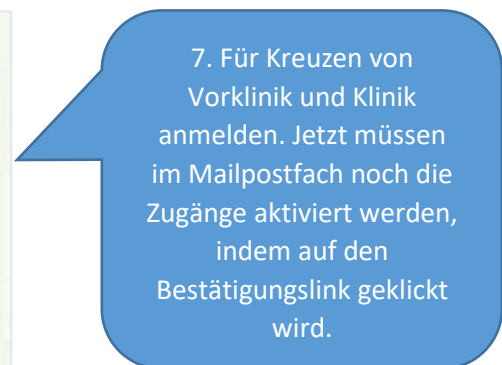 7. Für Kreuzen von
Vorklinik und Klinik
anmelden. Jetzt müssen
im Mailpostfach noch die
Zugänge aktiviert werden,
indem auf den
Bestätigungslink geklickt
wird.